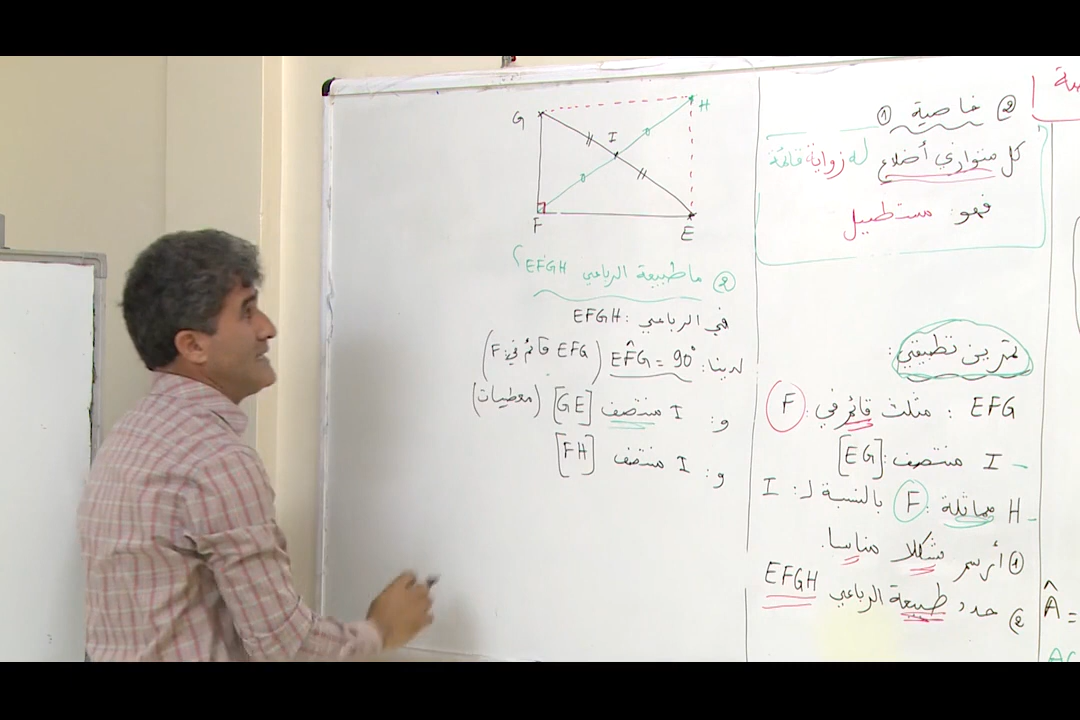 ② خاصية ①
كل متوازي أضلاع له زواية قائمة
فهو: مستطيل
تمرين تطبيقي:
EFG : مثلث قائم في: F
- I منتصف: [EG]
- H مماثلة: F بالنسبة لـ: I
① أرسم شكلا مناسبا.
② حدد طبيعة الرباعي EFGH
G
H
I
F
E
② ما طبيعة الرباعي EFGH ؟
في الرباعي: EFGH
لدينا: EF̂G = 90° (EFG قائم في: F)
و: I منتصف [GE] (معطيات)
و: I منتصف [FH]
Â =